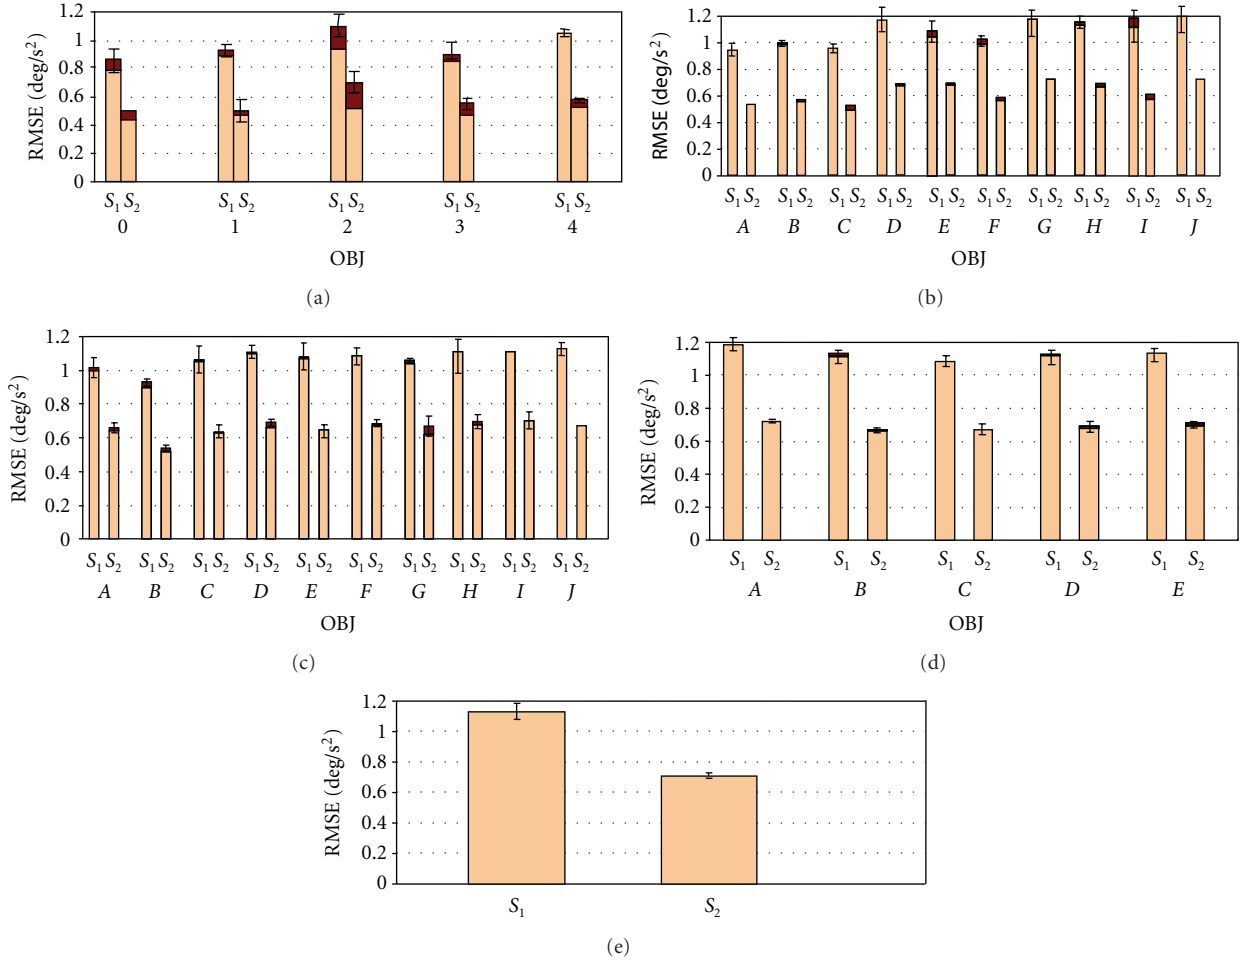 1.2
1
0.8
0.6
0.4
0.2
0
RMSE (deg/s²)
S₁ S₂ S₁ S₂ S₁ S₂ S₁ S₂ S₁ S₂
0 1 2 3 4
OBJ
(a)
1.2
1
0.8
0.6
0.4
0.2
0
RMSE (deg/s²)
S₁ S₂ S₁ S₂ S₁ S₂ S₁ S₂ S₁ S₂ S₁ S₂ S₁ S₂ S₁ S₂ S₁ S₂ S₁ S₂
A B C D E F G H I J
OBJ
(b)
1.2
1
0.8
0.6
0.4
0.2
0
RMSE (deg/s²)
S₁ S₂ S₁ S₂ S₁ S₂ S₁ S₂ S₁ S₂ S₁ S₂ S₁ S₂ S₁ S₂ S₁ S₂ S₁ S₂
A B C D E F G H I J
OBJ
(c)
1.2
1
0.8
0.6
0.4
0.2
0
RMSE (deg/s²)
S₁ S₂ S₁ S₂ S₁ S₂ S₁ S₂ S₁ S₂
A B C D E
OBJ
(d)
1.2
1
0.8
0.6
0.4
0.2
0
RMSE (deg/s²)
S₁ S₂
(e)